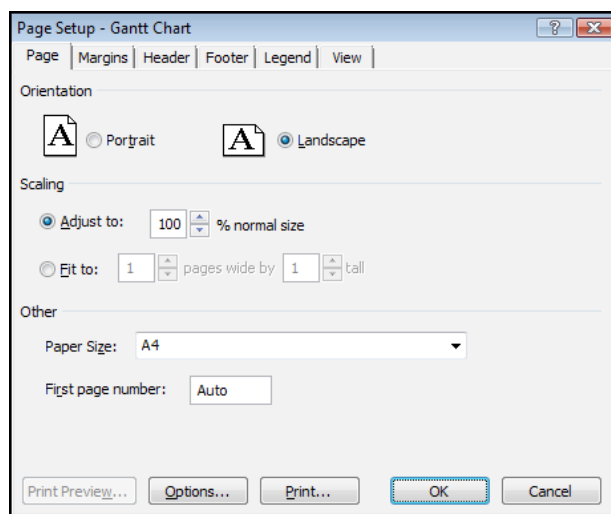 Page Setup - Gantt Chart
Page Margins Header Footer Legend View
Orientation
A Portrait A Landscape
Scaling
Adjust to: 100 % normal size
Fit to: 1 pages wide by 1 tall
Other
Paper Size: A4
First page number: Auto
Print Preview... Options... Print... OK Cancel